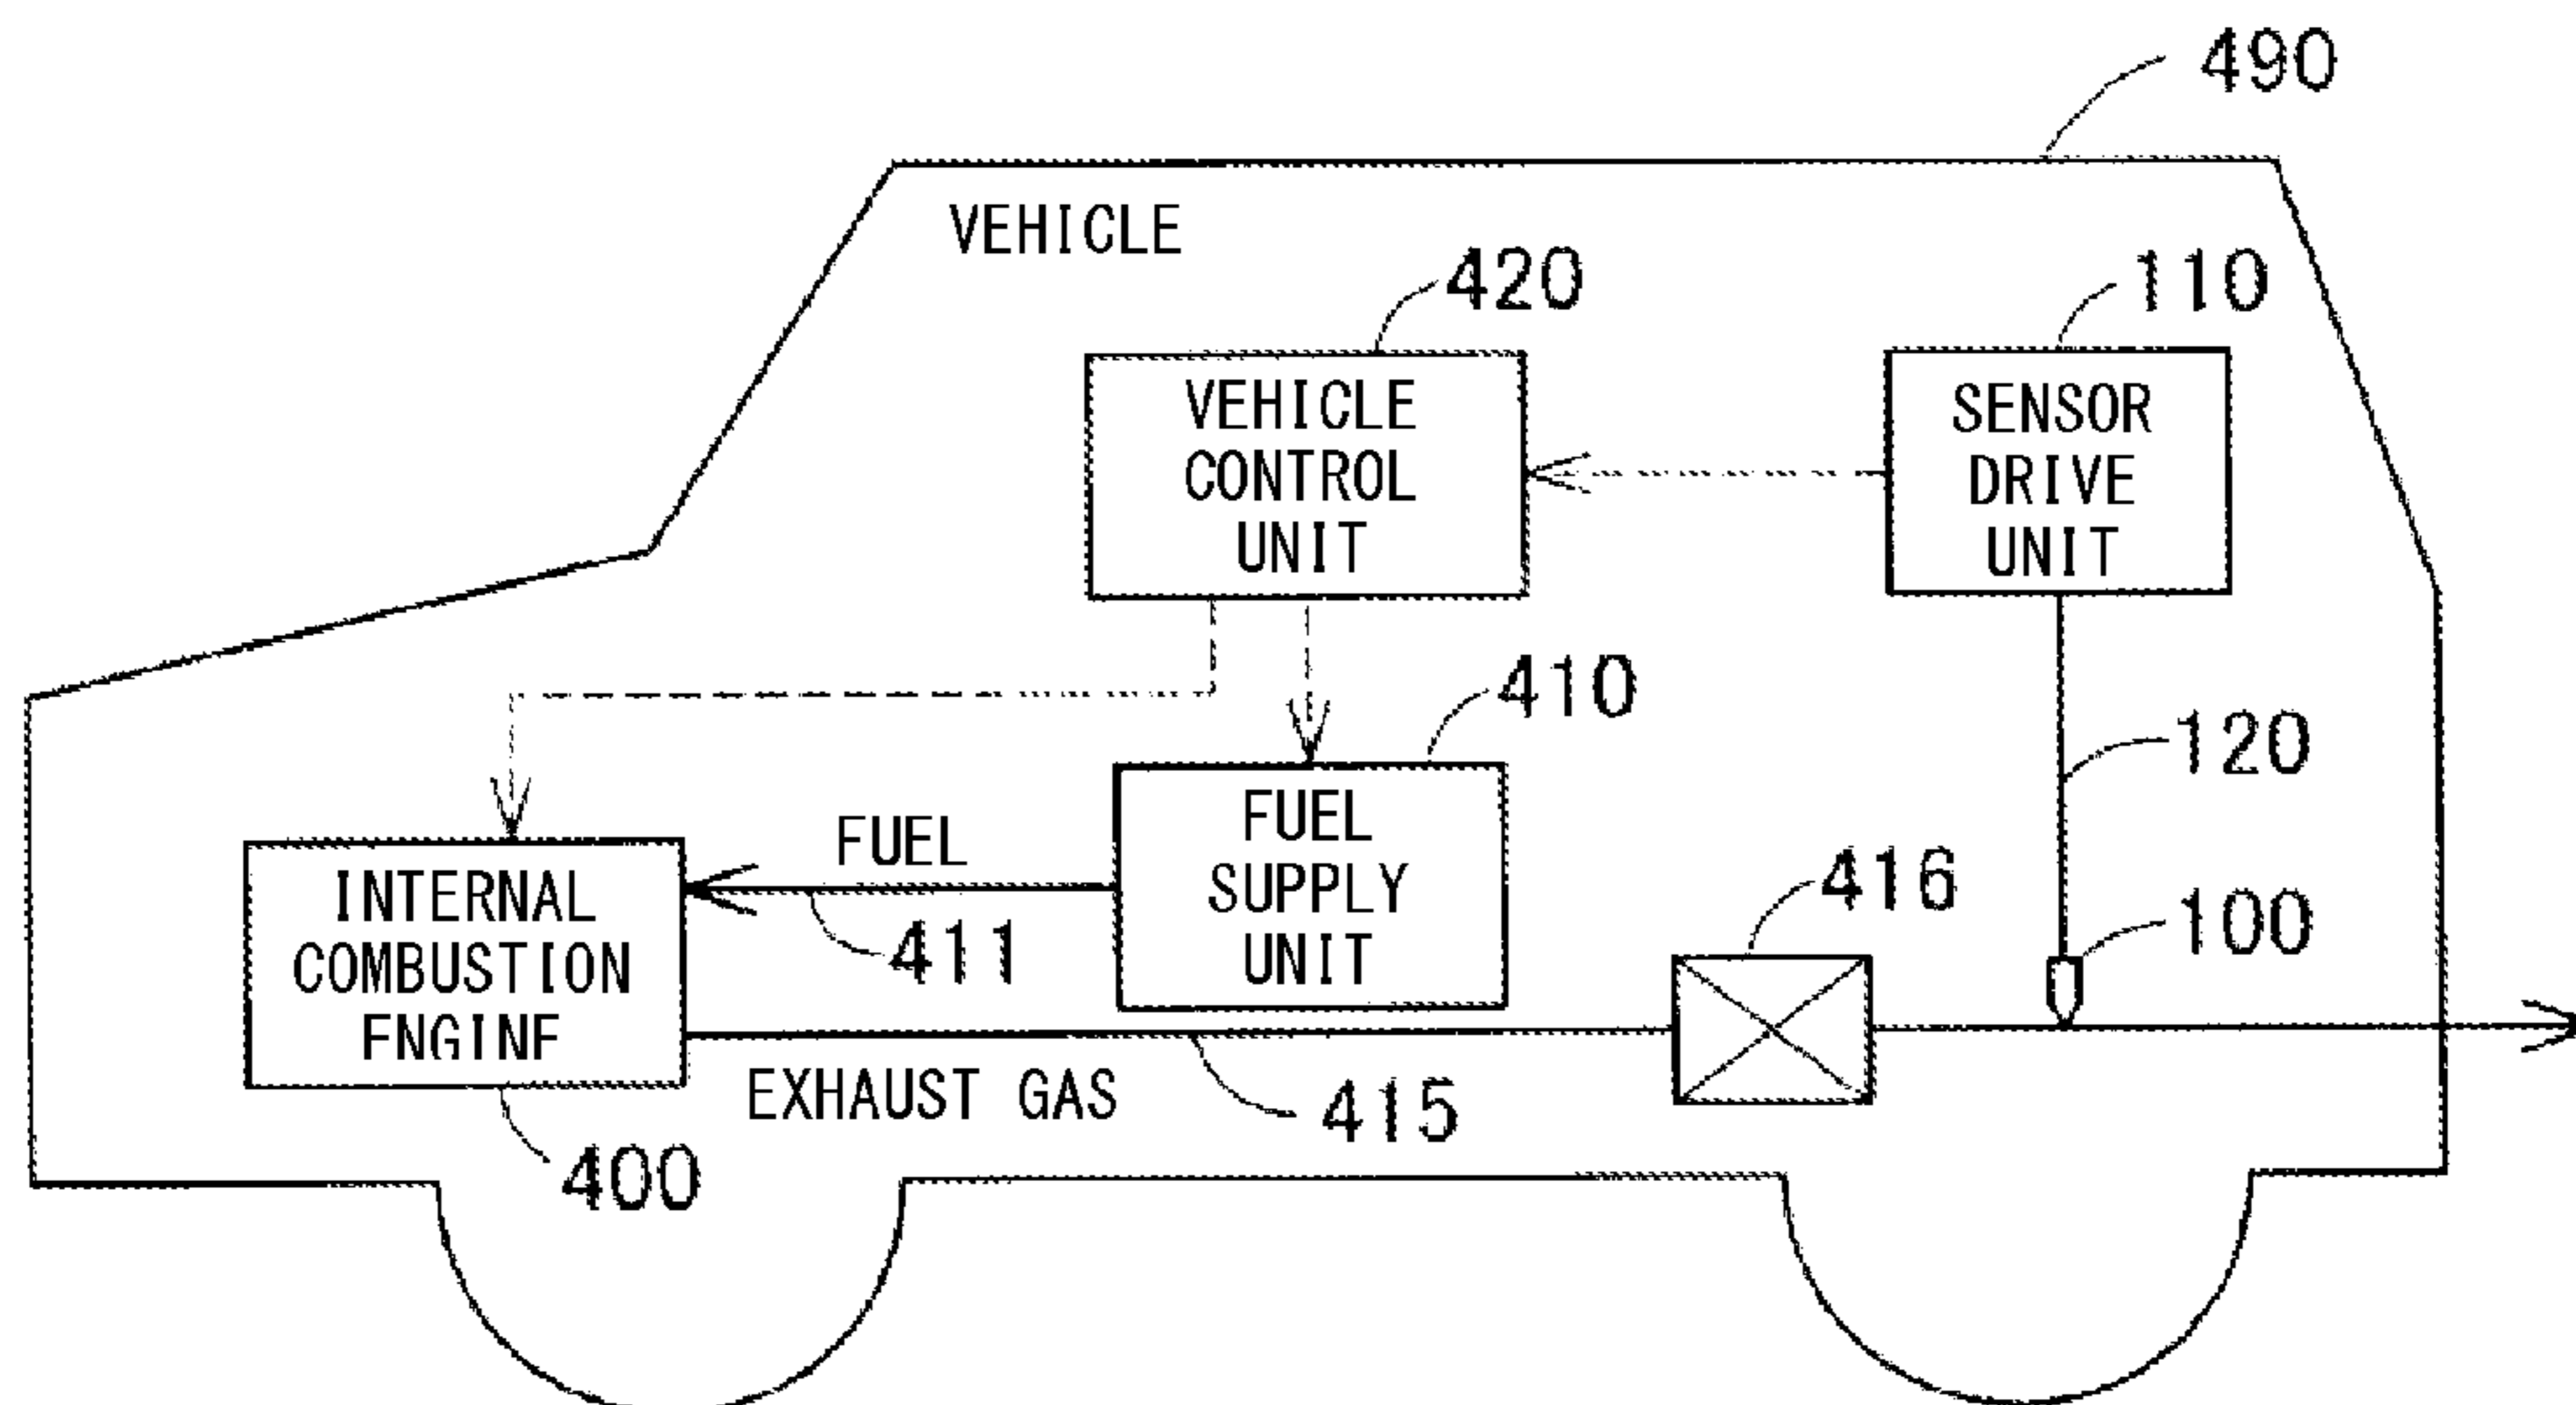 490
VEHICLE
420
110
VEHICLE
CONTROL
UNIT
SENSOR
DRIVE
UNIT
410
120
FUEL
SUPPLY
UNIT
FUEL
411
416
100
INTERNAL
COMBUSTION
ENGINE
EXHAUST GAS
415
400